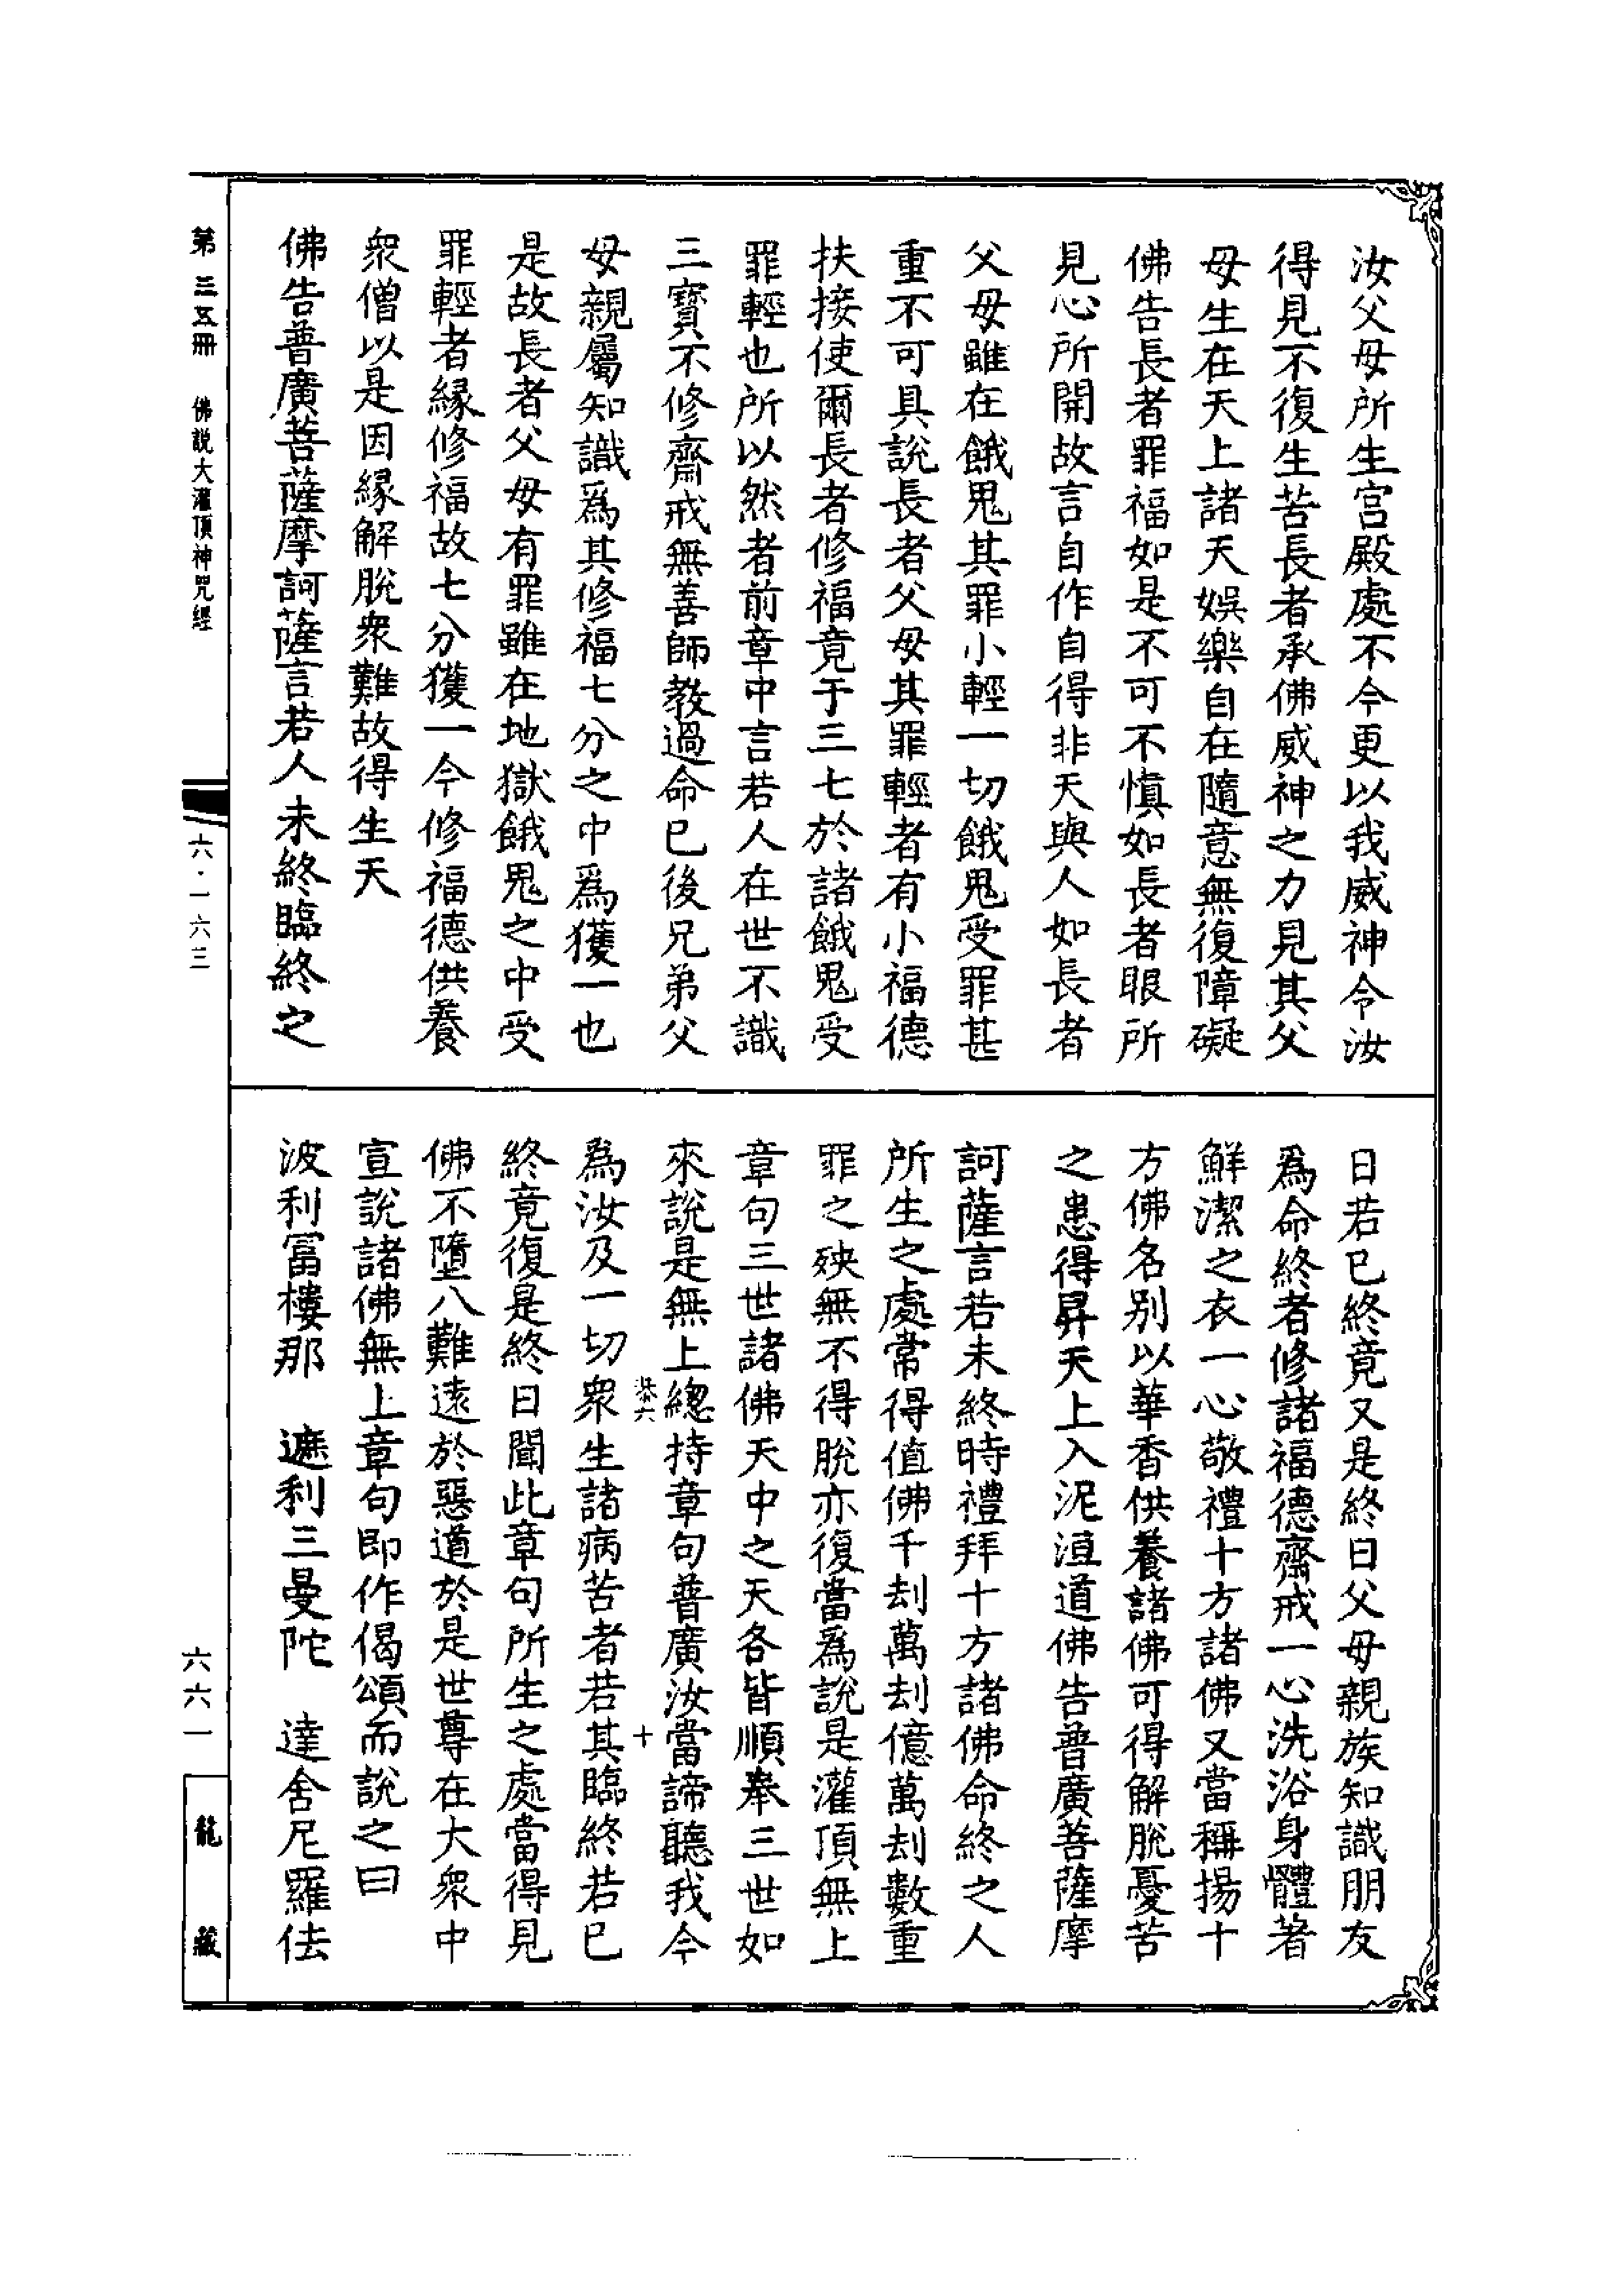 汝父母所生宫殿處不今更以我威神令汝
得見不復生苦長者承佛威神之力見其父
母生在天上諸天娛樂自在隨意無復障礙
佛告長者罪福如是不可不慎如長者眼所
見心所開故言自作自得非天與人如長者
父母雖在餓鬼其罪小輕一切餓鬼受罪甚
重不可具說長者父母其罪輕者有小福德
扶接使爾長者修福竟于三七於諸餓鬼受
罪輕也所以然者前章中言若人在世不識
三寶不修齋戒無善師教過命已後兄弟父
母親屬知識爲其修福七分之中爲獲一也
是故長者父母有罪雖在地獄餓鬼之中受
罪輕者緣修福故七分獲一今修福德供養
衆僧以是因緣解脫衆難故得生天
佛告普廣菩薩摩訶薩言若人未終臨終之
日若已終竟又是終日父母親族知識朋友
爲命終者修諸福德齋戒一心洗浴身體著
鮮潔之衣一心敬禮十方諸佛又當稱揚十
方佛名别以華香供養諸佛可得解脫憂苦
之患得昇天上入泥洹道佛告普廣菩薩摩
訶薩言若未終時禮拜十方諸佛命終之人
所生之處常得值佛千刦萬刦億萬刦數重
罪之殃無不得脫亦復當爲說是灌頂無上
章句三世諸佛天中之天各皆順奉三世如
來說是無上總持章句普廣汝當諦聽我今
恭六 十
爲汝及一切衆生諸病苦者若其臨終若已
終竟復是終日聞此章句所生之處當得見
佛不墮八難遠於惡道於是世尊在大衆中
宣說諸佛無上章句即作偈頌而說之曰
波利富樓那 遮利三曼陀 達舍尼羅佉
第三五冊 佛説大灌頂神咒經
六·一六三
六六一
龍藏